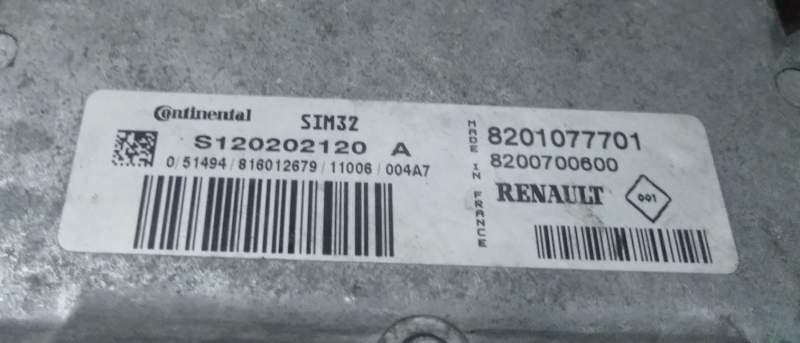 Continental SIM32
S120202120 A
0/51494/816012679/11006/004A7
MADE IN FRANCE
8201077701
8200700600
RENAULT 001